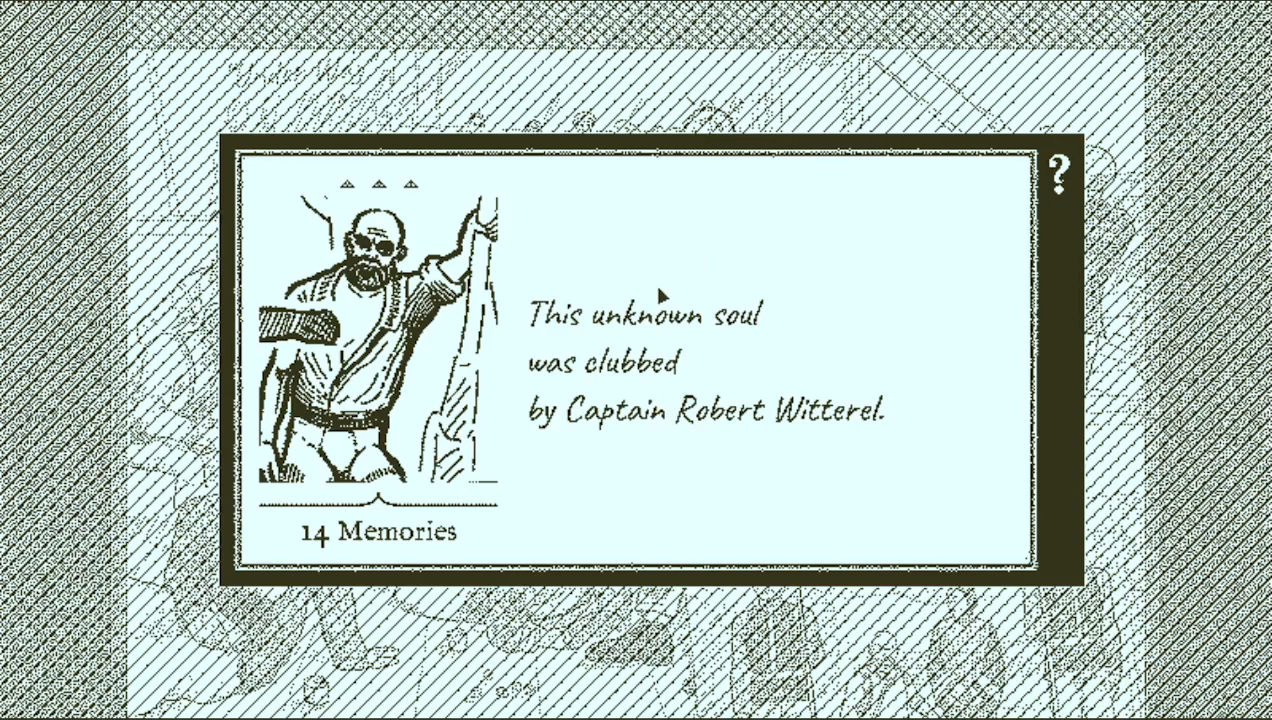 ?
This unknown soul
was clubbed
by Captain Robert Witterel.
14 Memories